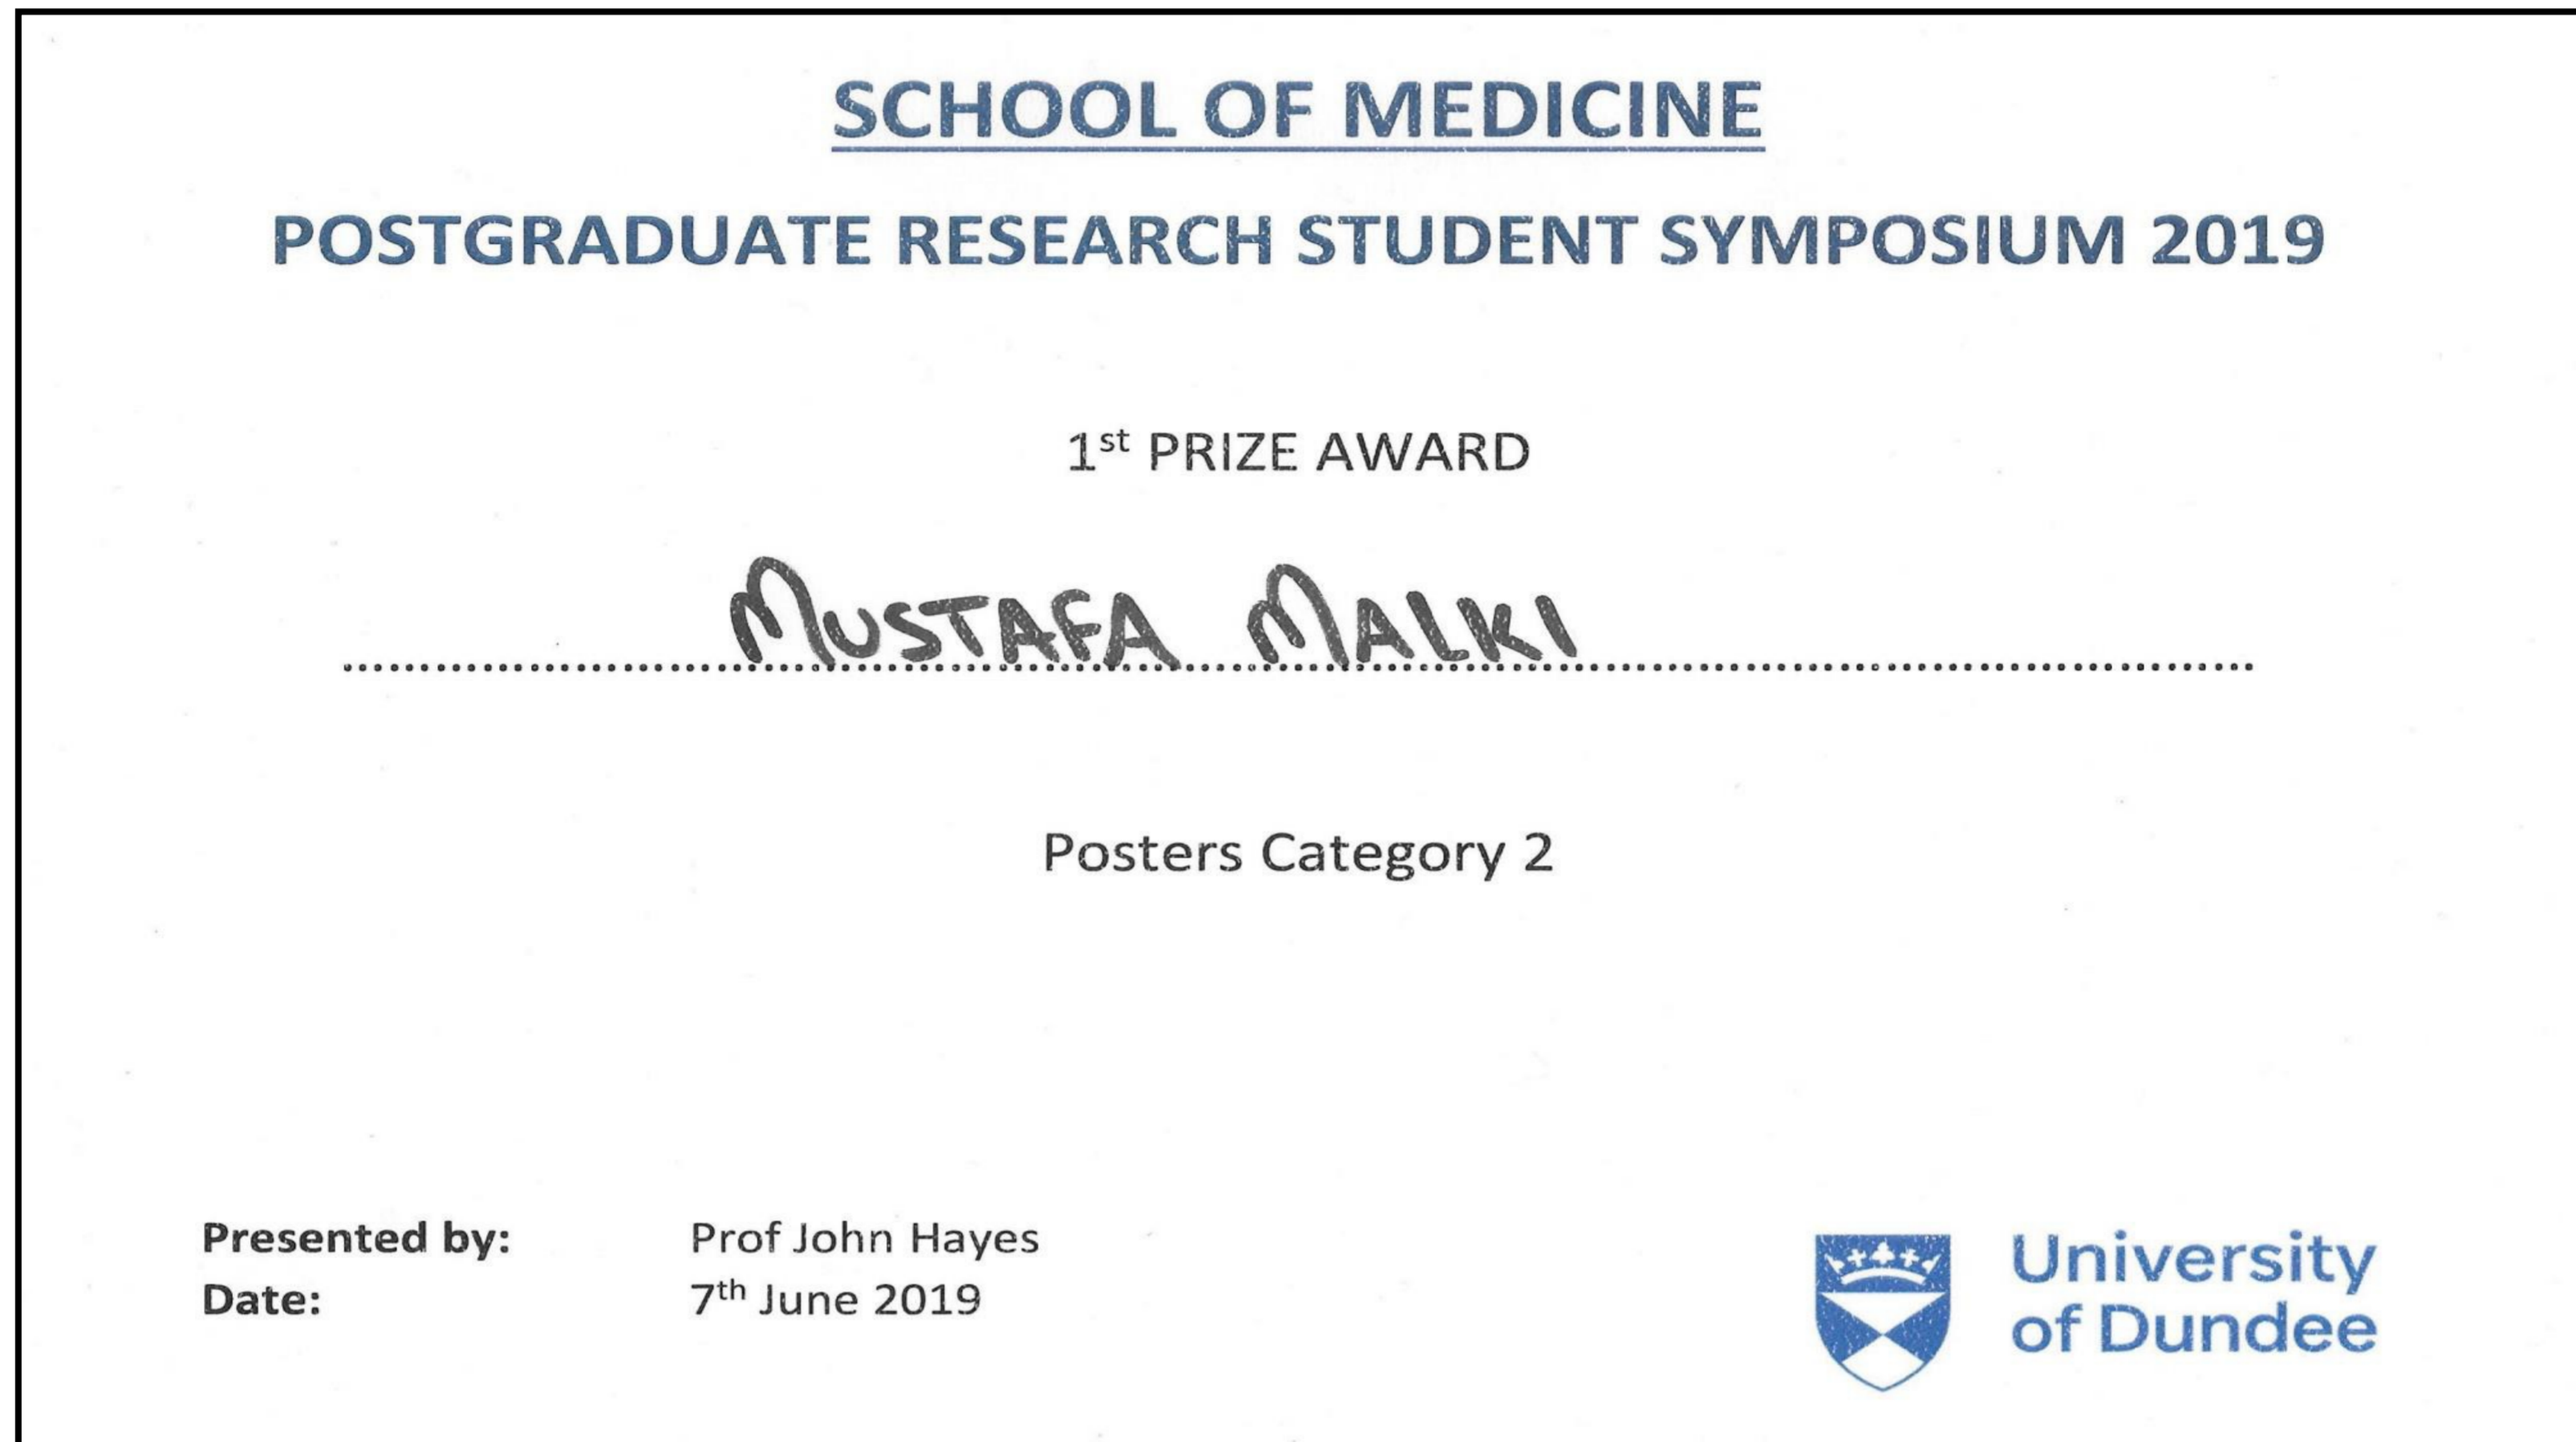 SCHOOL OF MEDICINE
POSTGRADUATE RESEARCH STUDENT SYMPOSIUM 2019
1st PRIZE AWARD
MUSTAFA MALKI
Posters Category 2
Presented by: Prof John Hayes
Date: 7th June 2019
University
of Dundee